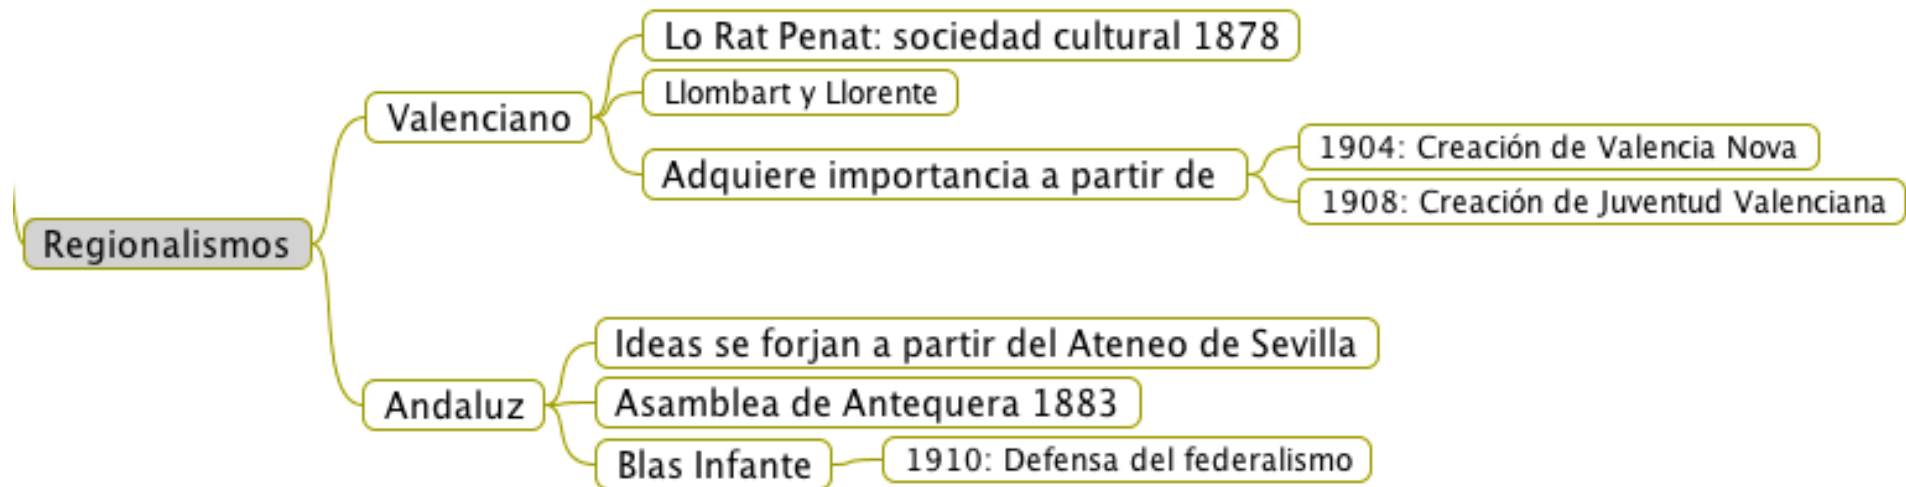 Regionalismos
Valenciano
Lo Rat Penat: sociedad cultural 1878
Llombart y Llorente
Adquiere importancia a partir de
1904: Creación de Valencia Nova
1908: Creación de Juventud Valenciana
Andaluz
Ideas se forjan a partir del Ateneo de Sevilla
Asamblea de Antequera 1883
Blas Infante
1910: Defensa del federalismo